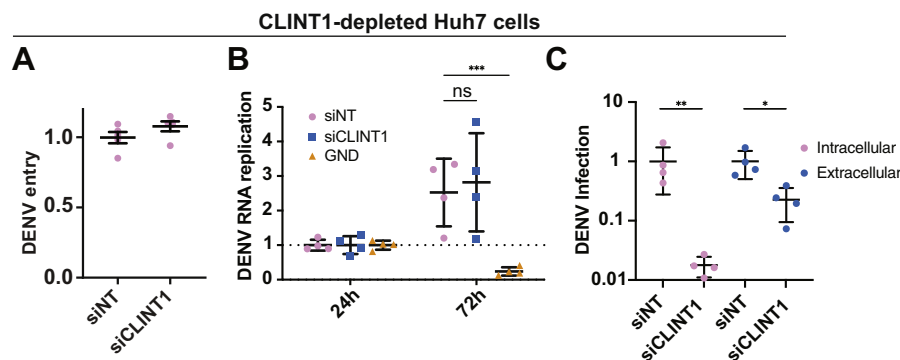 CLINT1-depleted Huh7 cells
A
DENV entry
1.0
0.5
0.0
siNT
siCLINT1
B
DENV RNA replication
5
4
3
2
1
0
***
ns
siNT
siCLINT1
GND
24h
72h
C
DENV Infection
10
1
0.1
0.01
**
*
Intracellular
Extracellular
siNT
siCLINT1
siNT
siCLINT1